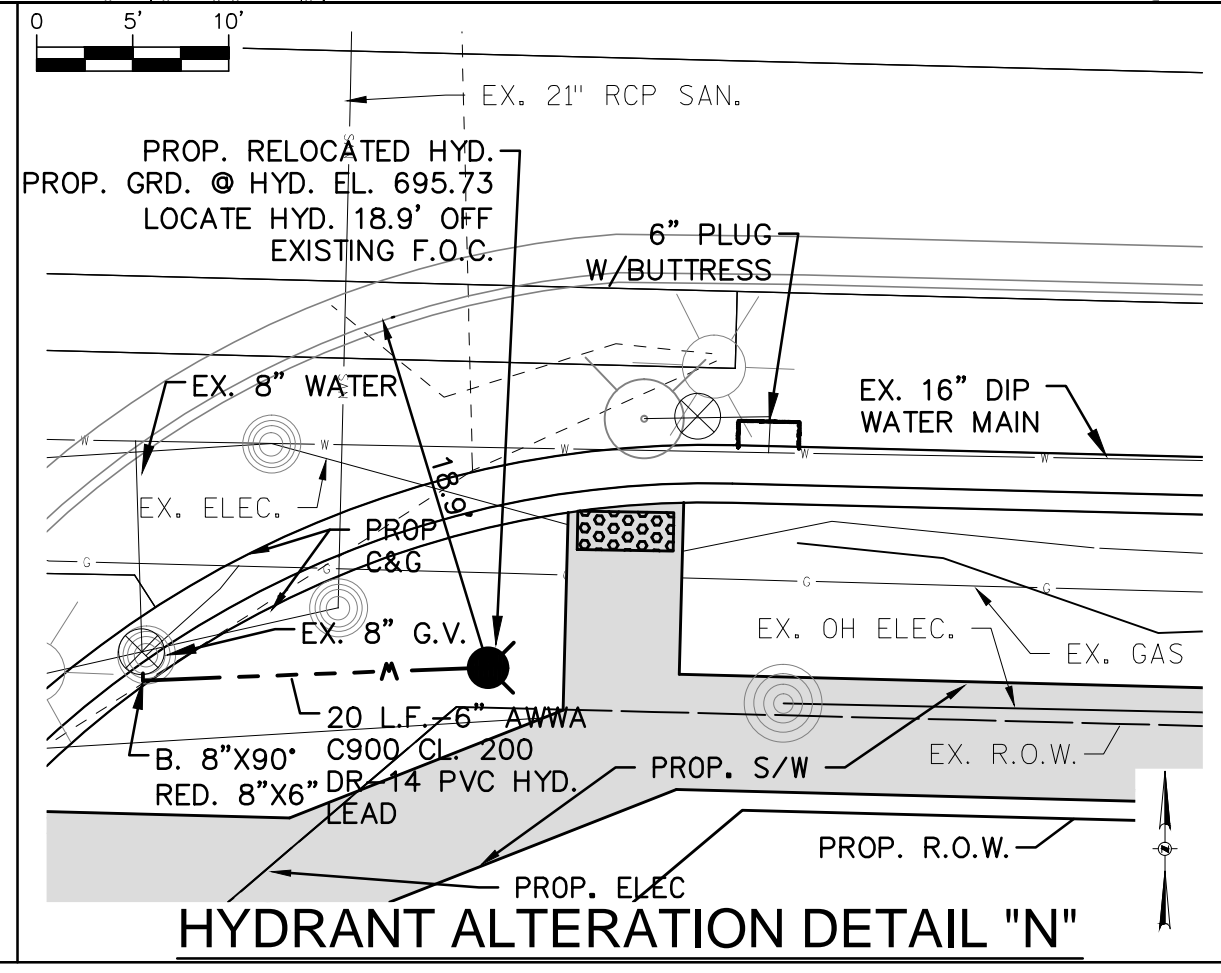 0 5' 10'
EX. 21" RCP SAN.
PROP. RELOCATED HYD.
PROP. GRD. @ HYD. EL. 695.73
LOCATE HYD. 18.9' OFF
EXISTING F.O.C.
6" PLUG
W/BUTTRESS
EX. 8" WATER
EX. 16" DIP
WATER MAIN
W
W
W
W
18.9'
EX. ELEC.
PROP
C&G
G
G
G
G
EX. 8" G.V.
EX. OH ELEC.
EX. GAS
20 L.F.-6" AWWA
C900 CL. 200
DR-14 PVC HYD.
LEAD
B. 8"X90°
RED. 8"X6"
PROP. S/W
EX. R.O.W.
PROP. R.O.W.
PROP. ELEC
N
HYDRANT ALTERATION DETAIL "N"